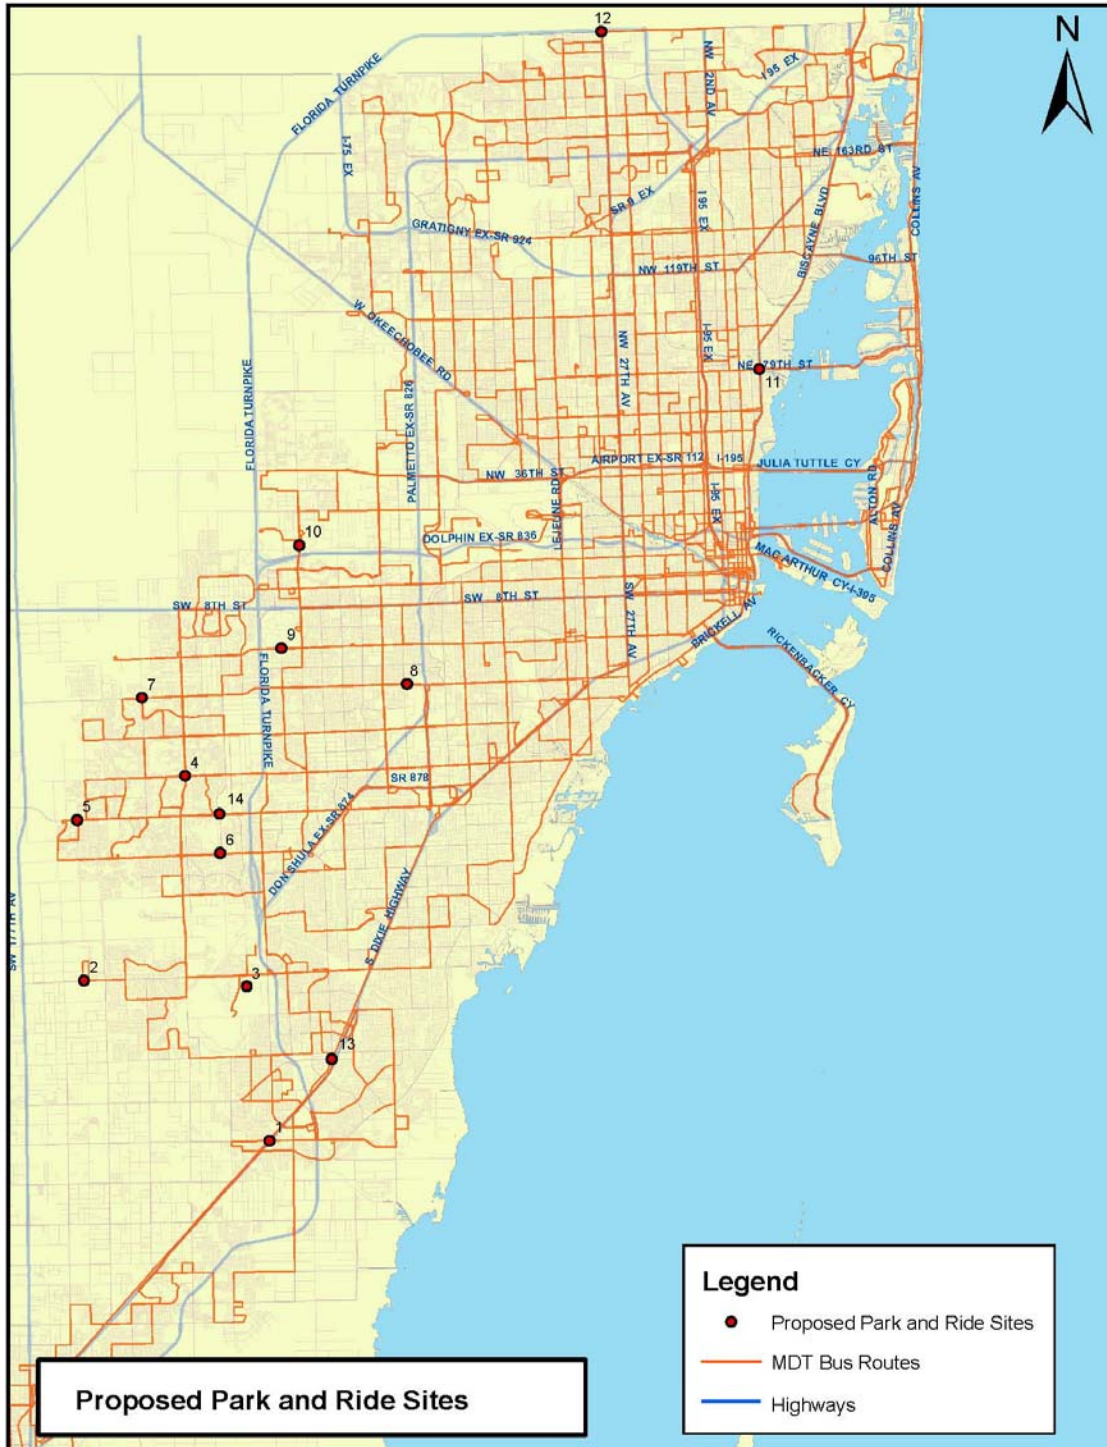 12
N
FLORIDA TURNPIKE
I-75 EX
NW 2ND AV
I 95 EX
NE 163RD ST
COLLINS AV
SR 9 EX
I 95 EX
GRATIGNY EX-SR 924
BISCAYNE BLVD
NW 119TH ST
96TH ST
W OKEECHOBEE RD
I-95 EX
NW 27TH AV
NE 79TH ST
11
FLORIDA TURNPIKE
PALMETTO EX-SR 826
AIRPORT EX-SR 112
I-195
JULIA TUTTLE CY
NW 36TH ST
LEJEUNE RD
I-95 EX
ALTON RD
COLLINS AV
10
DOLPHIN EX-SR 836
MAC ARTHUR CY-I-395
SW 8TH ST
SW 8TH ST
SW 27TH AV
BRICKELL AV
RICKENBACKER CY
9
FLORIDA TURNPIKE
8
7
4
SR 878
14
5
DON SHULA EX-SR 874
6
SW 177TH AV
S DIXIE HIGHWAY
2
3
13
1
Legend
Proposed Park and Ride Sites
MDT Bus Routes
Highways
Proposed Park and Ride Sites